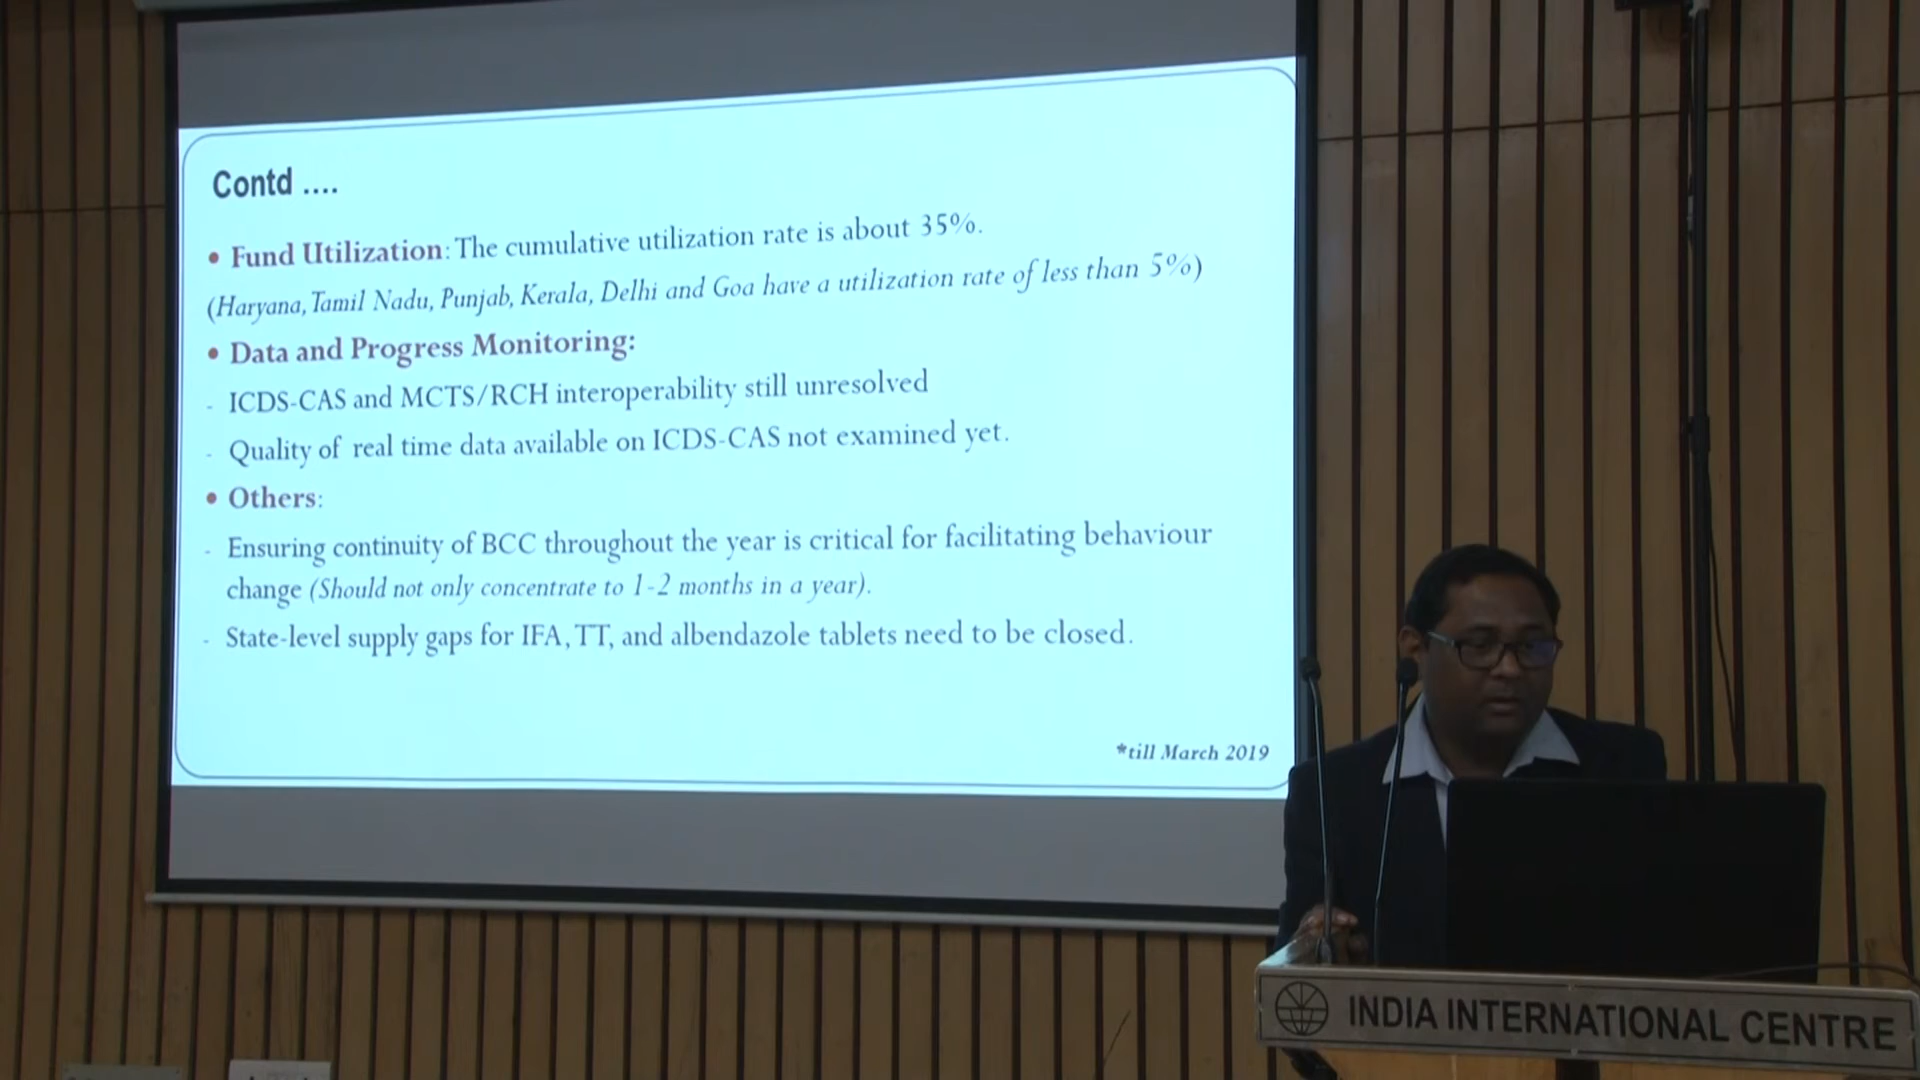 Contd ....
• Fund Utilization: The cumulative utilization rate is about 35%.
(Haryana, Tamil Nadu, Punjab, Kerala, Delhi and Goa have a utilization rate of less than 5%)
• Data and Progress Monitoring:
- ICDS-CAS and MCTS/RCH interoperability still unresolved
- Quality of real time data available on ICDS-CAS not examined yet.
• Others:
- Ensuring continuity of BCC throughout the year is critical for facilitating behaviour
change (Should not only concentrate to 1-2 months in a year).
- State-level supply gaps for IFA, TT, and albendazole tablets need to be closed.
*till March 2019
INDIA INTERNATIONAL CENTRE